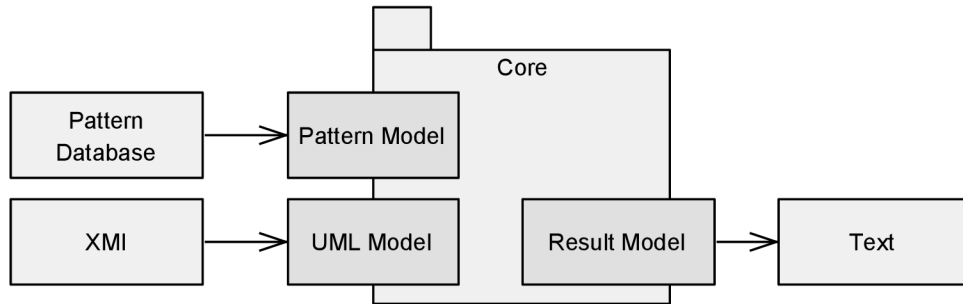 Core
Pattern
Database
Pattern Model
XMI
UML Model
Result Model
Text